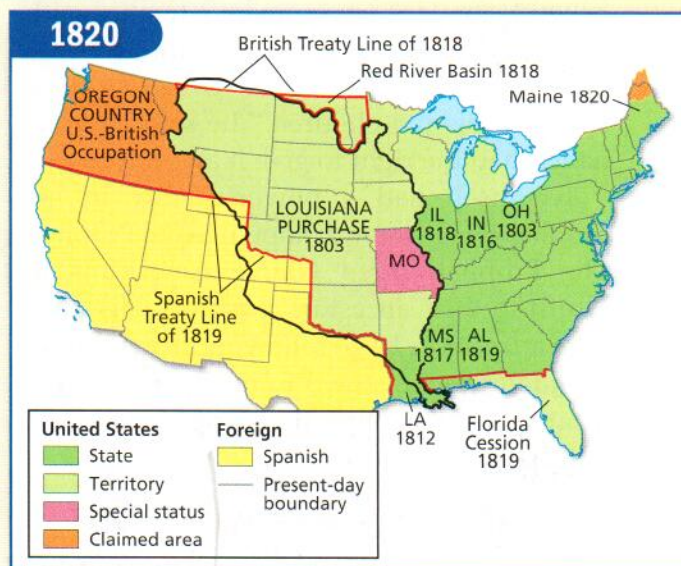 1820
British Treaty Line of 1818
Red River Basin 1818
Maine 1820
OREGON
COUNTRY
U.S.-British
Occupation
LOUISIANA
PURCHASE
1803
IL
1818
IN
1816
OH
1803
MO
Spanish
Treaty Line
of 1819
MS
1817
AL
1819
LA
1812
Florida
Cession
1819
United States
State
Territory
Special status
Claimed area
Foreign
Spanish
Present-day
boundary